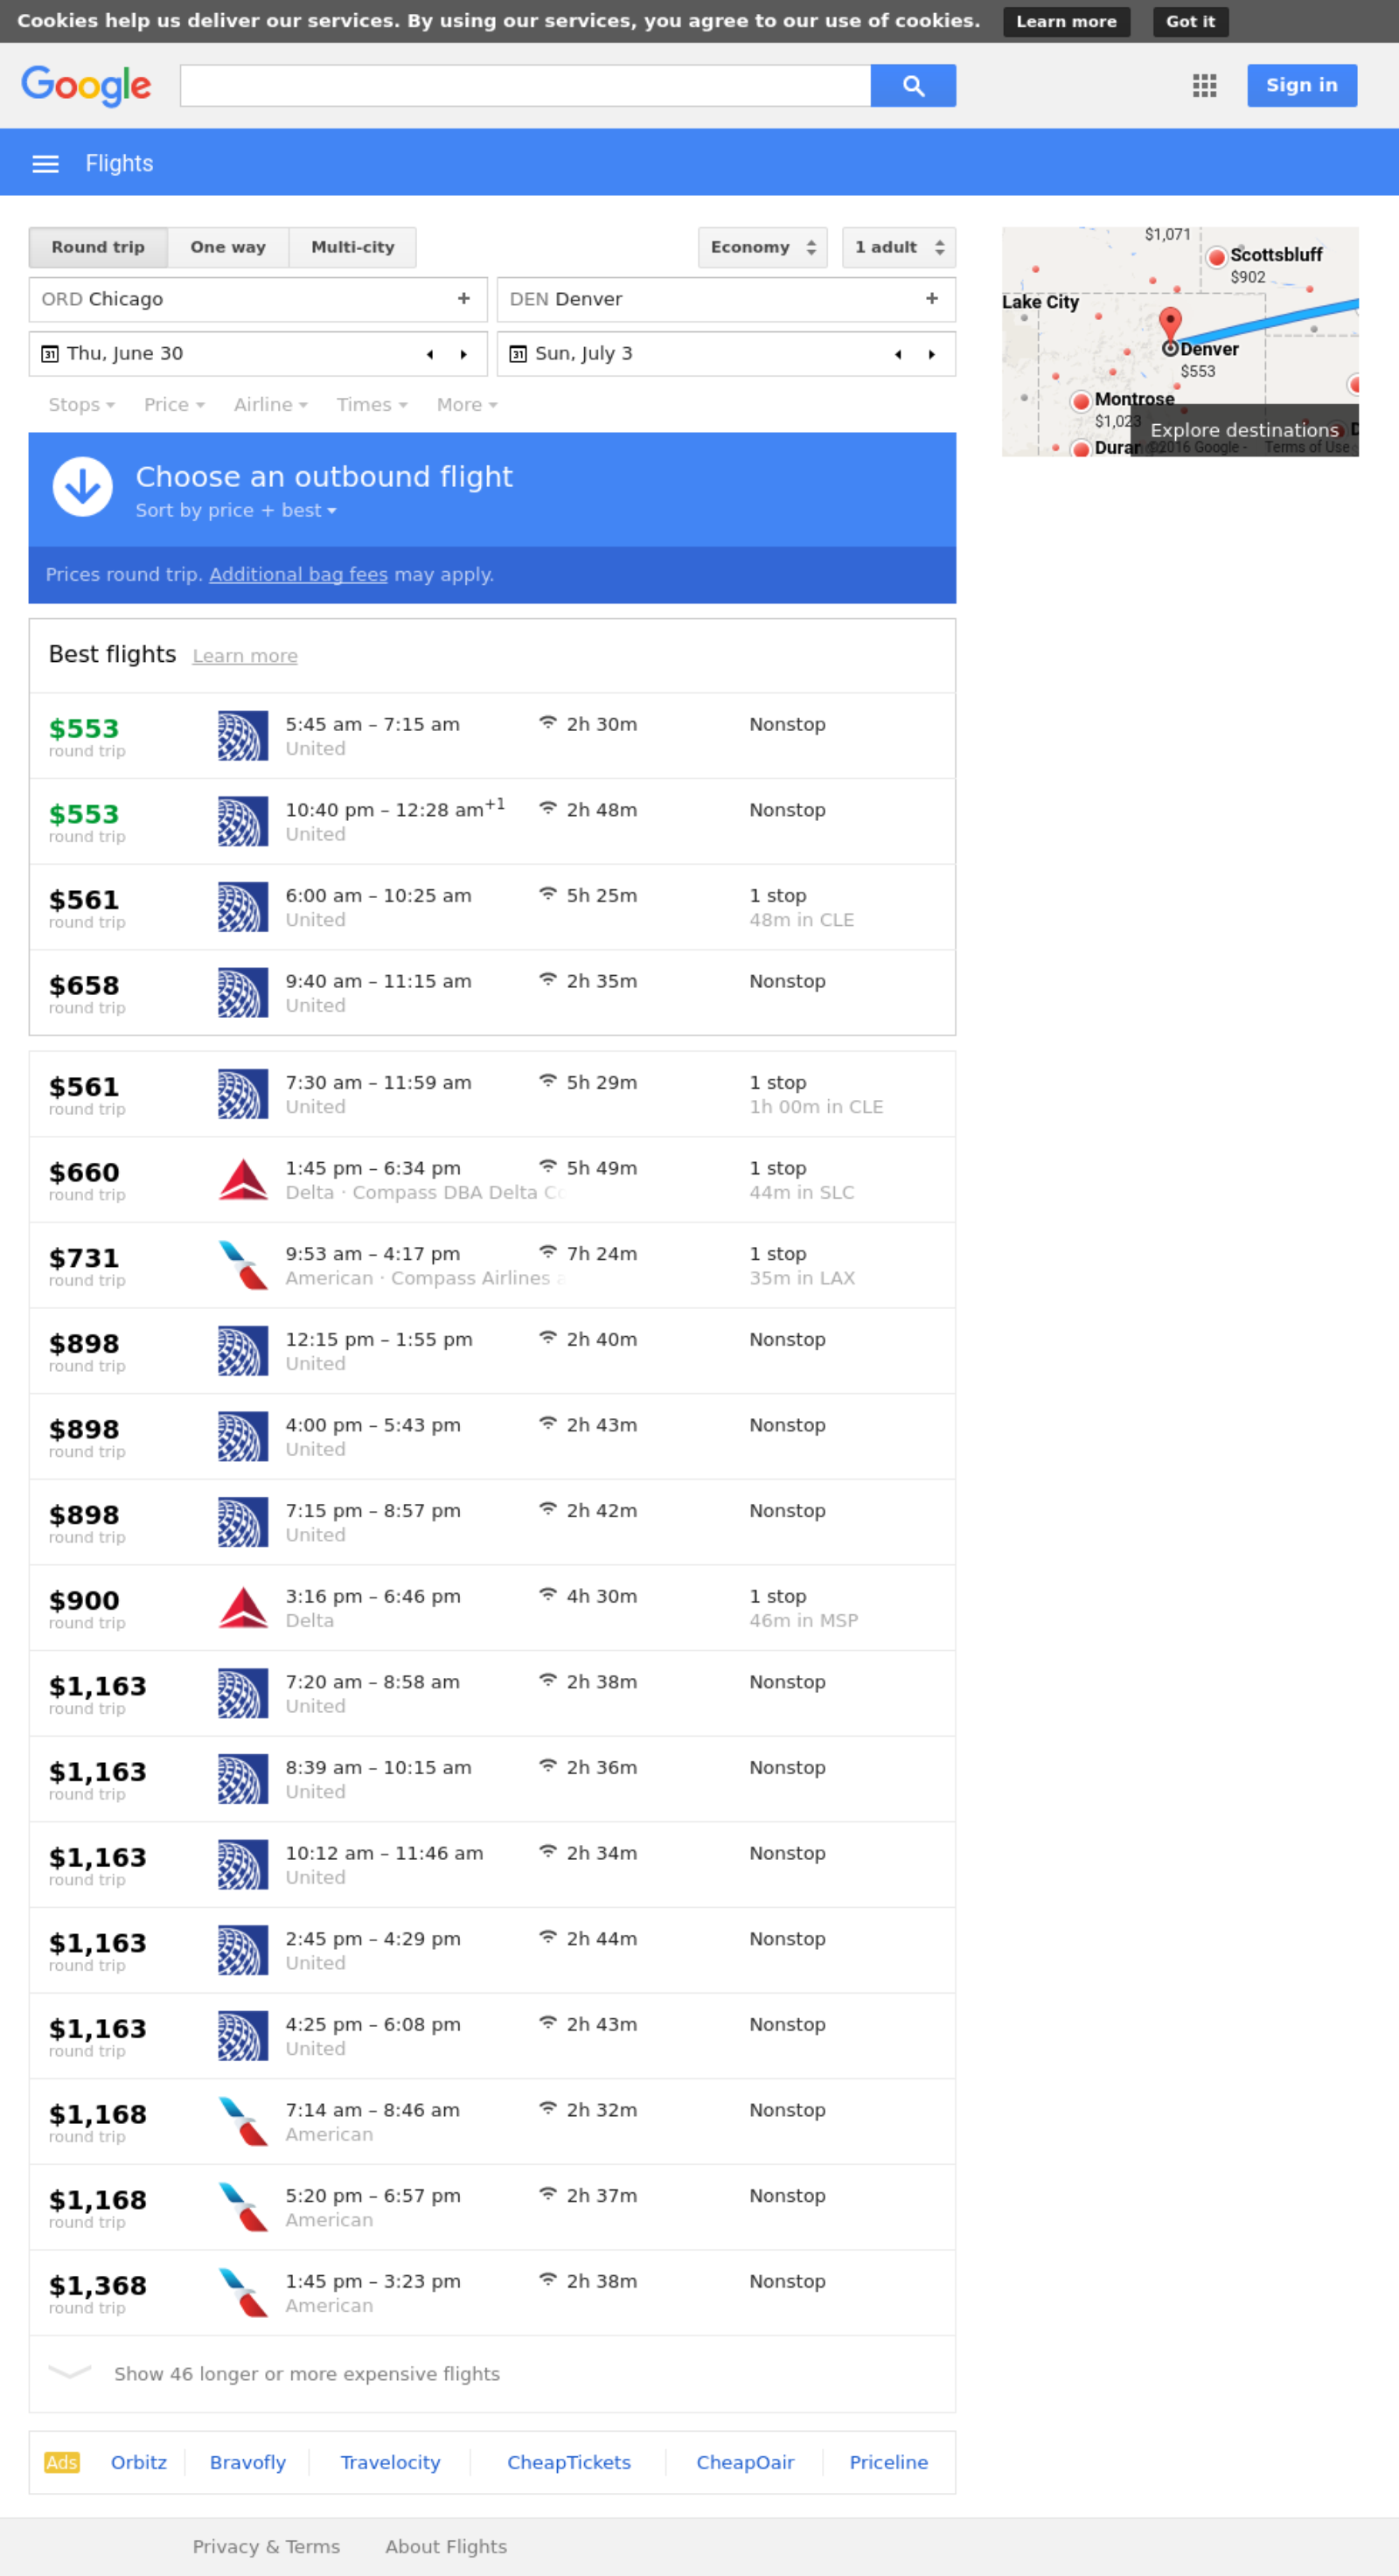 Cookies help us deliver our services. By using our services, you agree to our use of cookies. Learn more Got it
Google Sign in
Flights
Round trip One way Multi-city Economy 1 adult
ORD Chicago + DEN Denver +
31 Thu, June 30 31 Sun, July 3
Stops Price Airline Times More
$1,071
Scottsbluff
$902
Lake City
Denver
$553
Montrose
$1,023
Explore destinations
Duran ©2016 Google - Terms of Use
Choose an outbound flight
Sort by price + best
Prices round trip. Additional bag fees may apply.
Best flights Learn more
$553 5:45 am – 7:15 am 2h 30m Nonstop
round trip United
$553 10:40 pm – 12:28 am+1 2h 48m Nonstop
round trip United
$561 6:00 am – 10:25 am 5h 25m 1 stop
round trip United 48m in CLE
$658 9:40 am – 11:15 am 2h 35m Nonstop
round trip United
$561 7:30 am – 11:59 am 5h 29m 1 stop
round trip United 1h 00m in CLE
$660 1:45 pm – 6:34 pm 5h 49m 1 stop
round trip Delta · Compass DBA Delta Co 44m in SLC
$731 9:53 am – 4:17 pm 7h 24m 1 stop
round trip American · Compass Airlines a 35m in LAX
$898 12:15 pm – 1:55 pm 2h 40m Nonstop
round trip United
$898 4:00 pm – 5:43 pm 2h 43m Nonstop
round trip United
$898 7:15 pm – 8:57 pm 2h 42m Nonstop
round trip United
$900 3:16 pm – 6:46 pm 4h 30m 1 stop
round trip Delta 46m in MSP
$1,163 7:20 am – 8:58 am 2h 38m Nonstop
round trip United
$1,163 8:39 am – 10:15 am 2h 36m Nonstop
round trip United
$1,163 10:12 am – 11:46 am 2h 34m Nonstop
round trip United
$1,163 2:45 pm – 4:29 pm 2h 44m Nonstop
round trip United
$1,163 4:25 pm – 6:08 pm 2h 43m Nonstop
round trip United
$1,168 7:14 am – 8:46 am 2h 32m Nonstop
round trip American
$1,168 5:20 pm – 6:57 pm 2h 37m Nonstop
round trip American
$1,368 1:45 pm – 3:23 pm 2h 38m Nonstop
round trip American
Show 46 longer or more expensive flights
Ads Orbitz Bravofly Travelocity CheapTickets CheapOair Priceline
Privacy & Terms About Flights